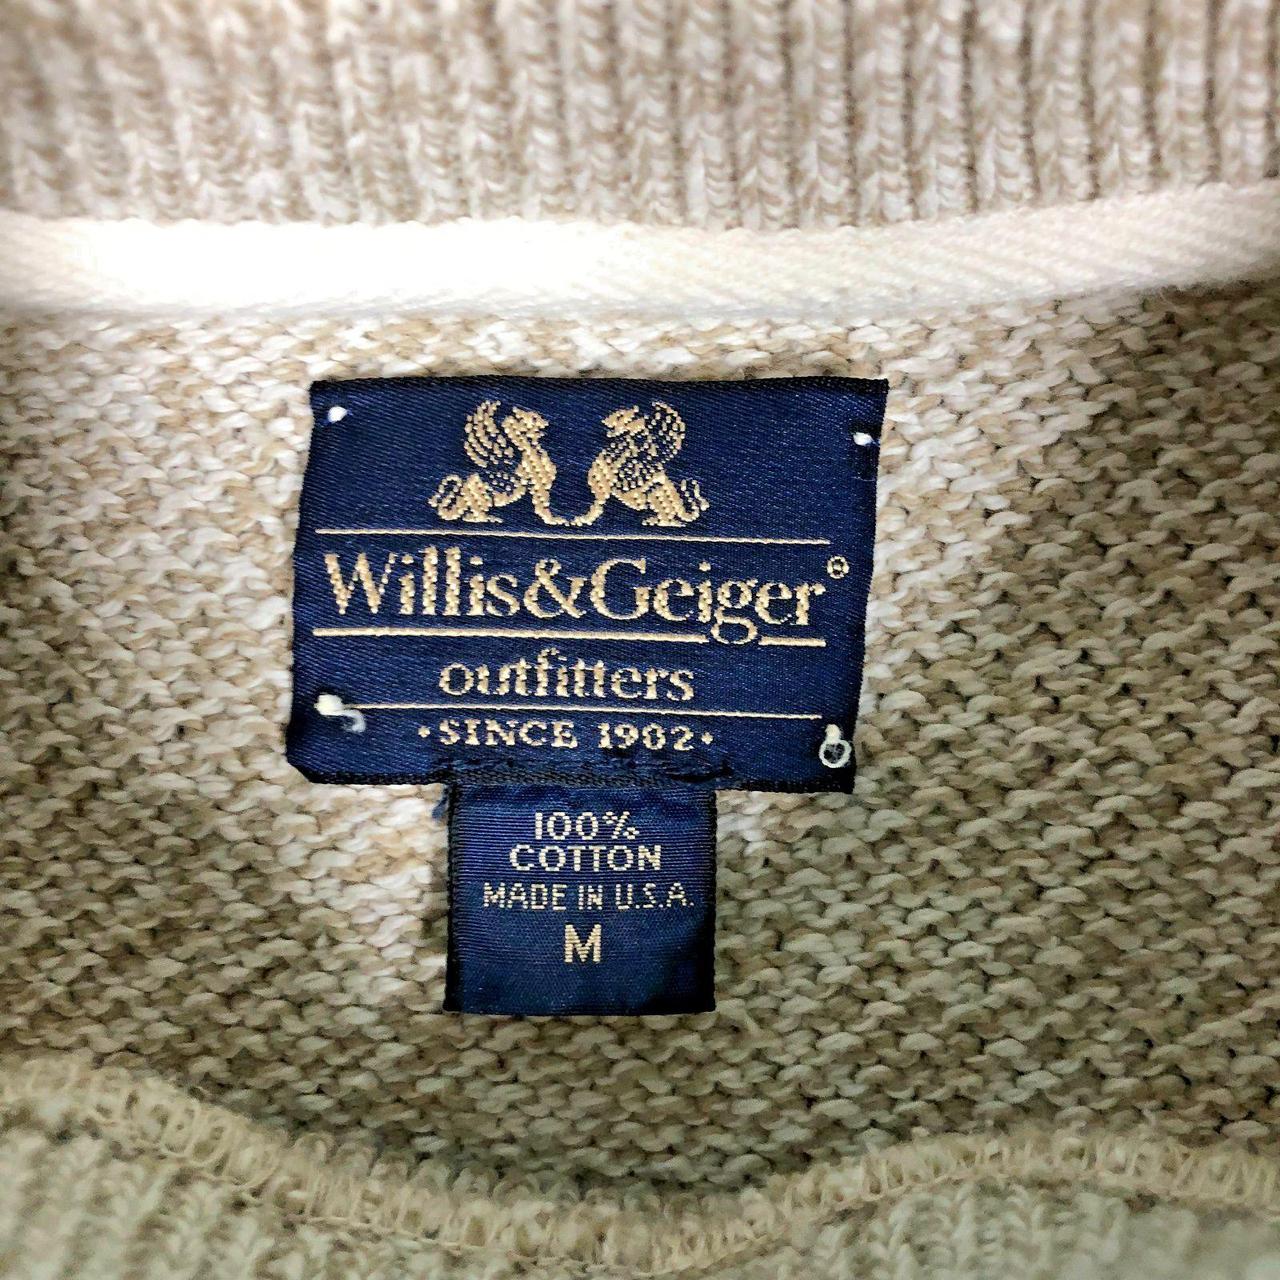 Willis&Geiger®
outfitters
·SINCE 1902·
100%
COTTON
MADE IN U.S.A.
M